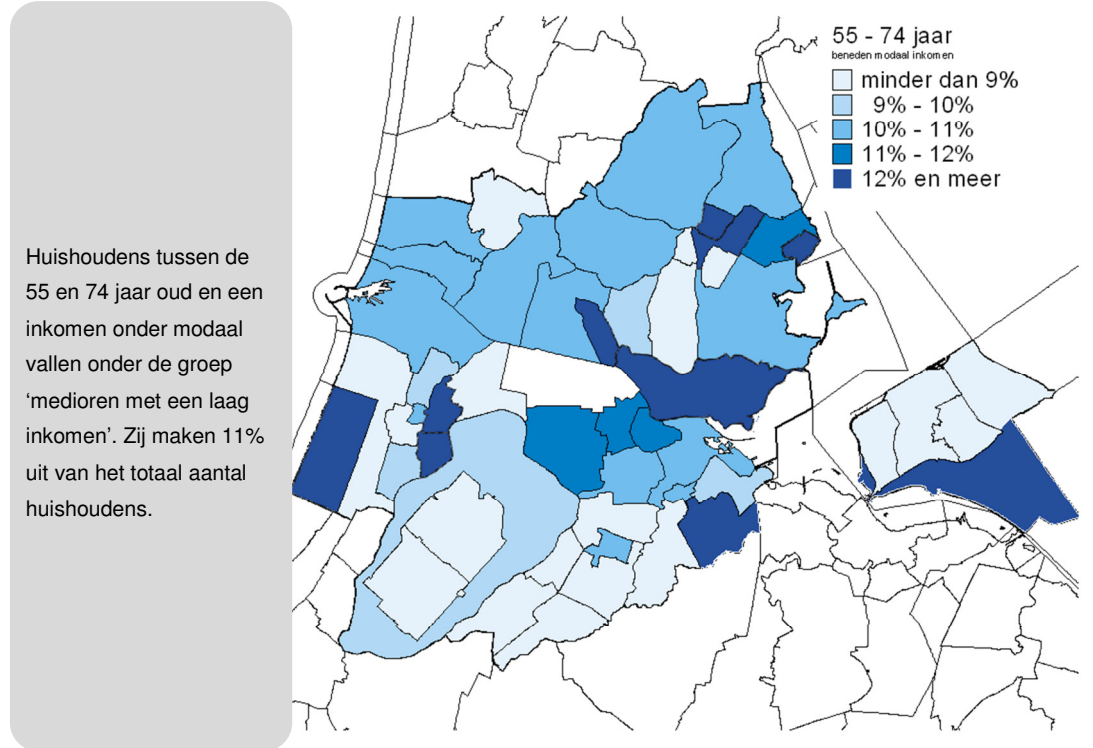 Huishoudens tussen de
55 en 74 jaar oud en een
inkomen onder modaal
vallen onder de groep
‘medioren met een laag
inkomen’. Zij maken 11%
uit van het totaal aantal
huishoudens.
55 - 74 jaar
beneden modaal inkomen
minder dan 9%
9% - 10%
10% - 11%
11% - 12%
12% en meer